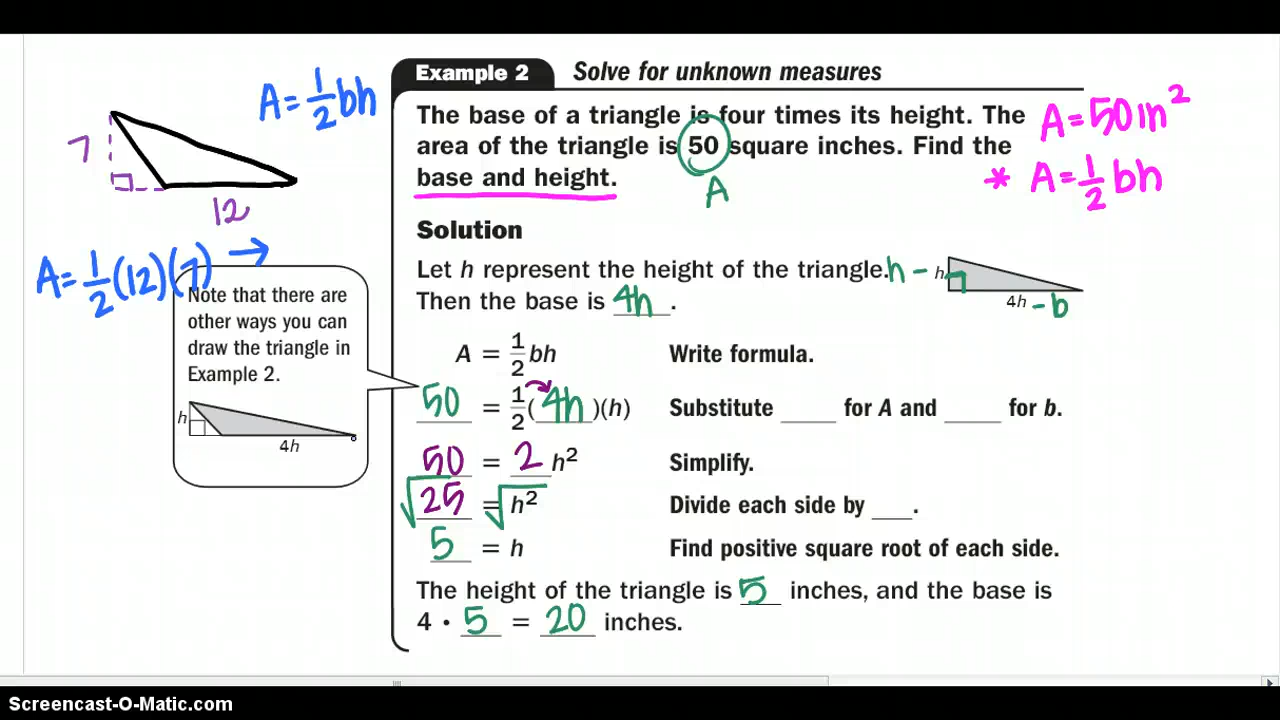 Example 2 Solve for unknown measures
The base of a triangle is four times its height. The
area of the triangle is 50 square inches. Find the
base and height.
A
A = 50 in²
* A = 1/2 bh
A = 1/2 bh
7
12
A = 1/2 (12)(7) →
Note that there are
other ways you can
draw the triangle in
Example 2.
h
4h
Solution
Let h represent the height of the triangle. h –
Then the base is 4h.
h
4h – b
A = 1/2 bh Write formula.
50 = 1/2 (4h)(h) Substitute ____ for A and ____ for b.
50 = 2 h² Simplify.
√25 = √h² Divide each side by ___.
5 = h Find positive square root of each side.
The height of the triangle is 5 inches, and the base is
4 · 5 = 20 inches.
Screencast-O-Matic.com